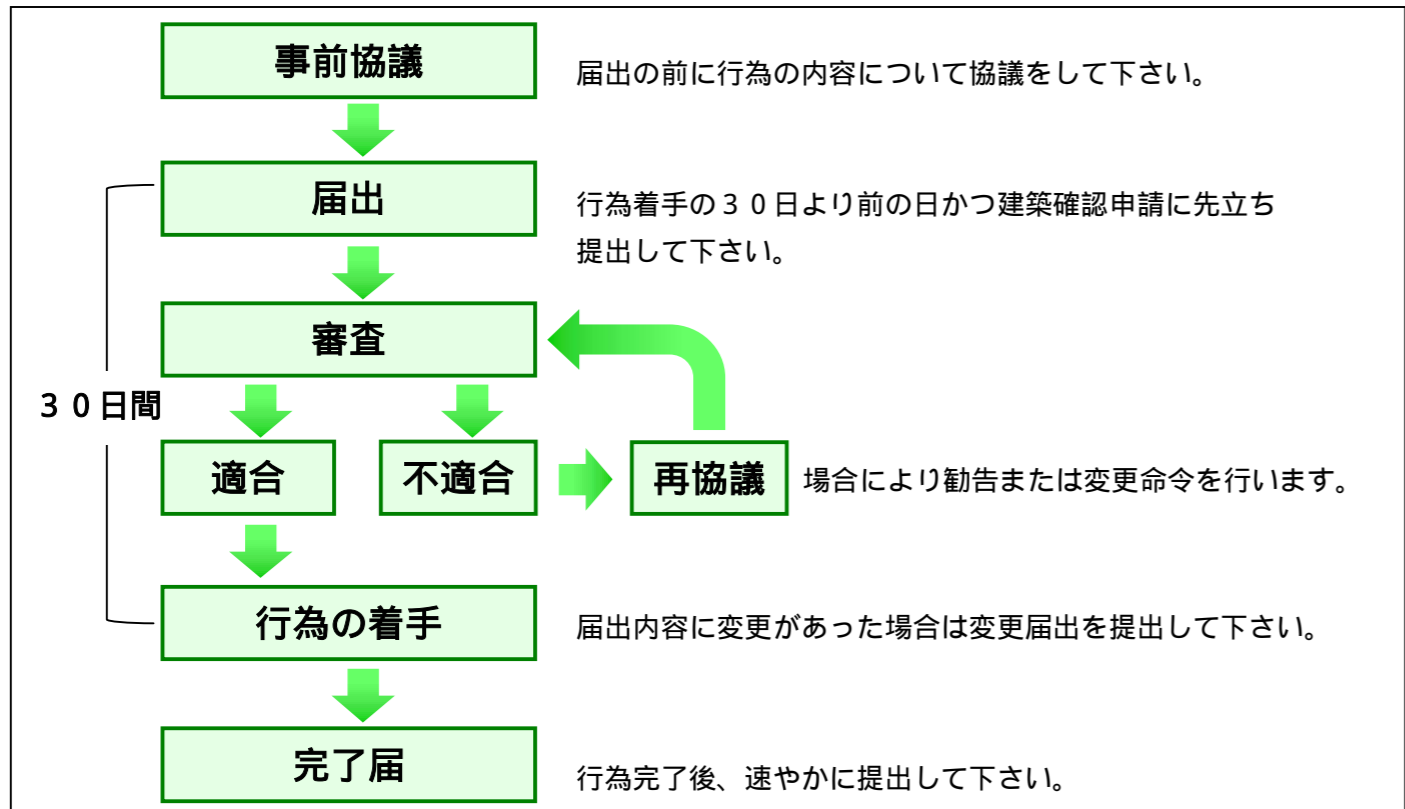 事前協議
届出の前に行為の内容について協議をして下さい。
届出
行為着手の３０日より前の日かつ建築確認申請に先立ち
提出して下さい。
審査
３０日間
適合
不適合
再協議
場合により勧告または変更命令を行います。
行為の着手
届出内容に変更があった場合は変更届出を提出して下さい。
完了届
行為完了後、速やかに提出して下さい。